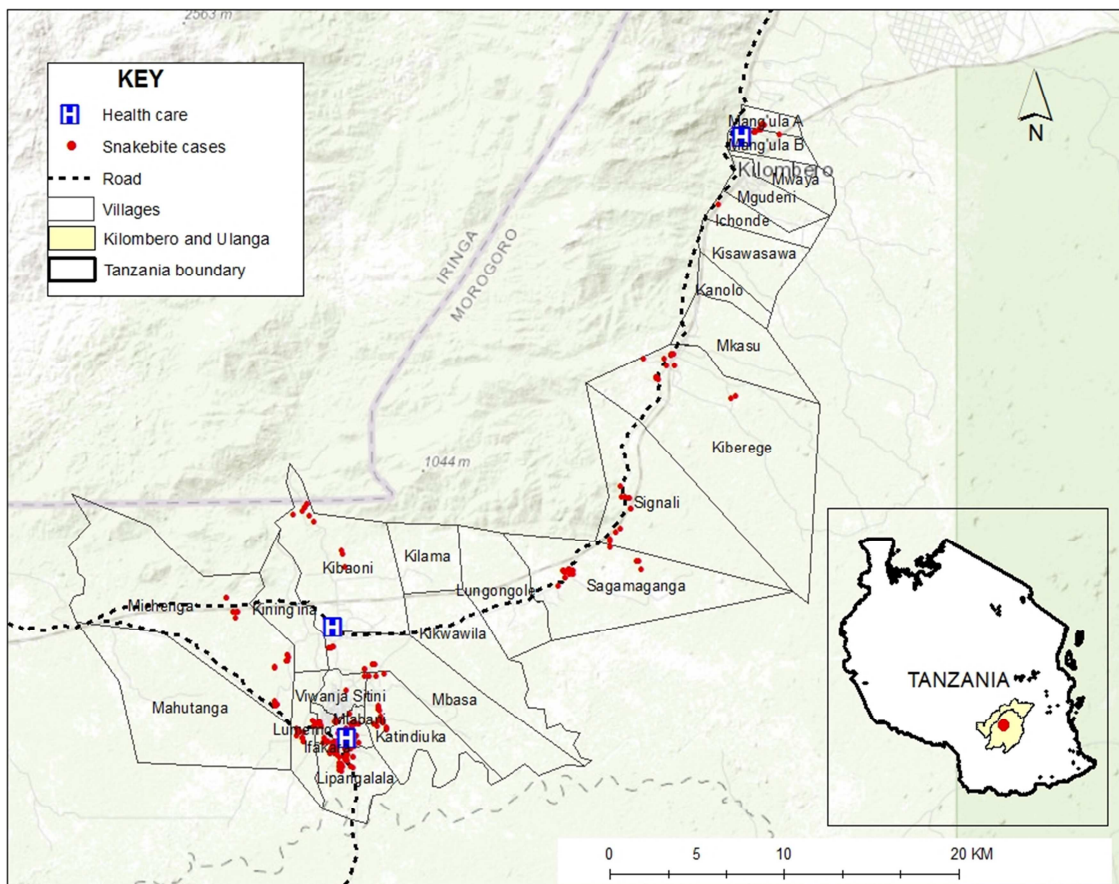 2563 m
KEY
Health care
Snakebite cases
Road
Villages
Kilombero and Ulanga
Tanzania boundary
IRINGA
MOROGORO
1044 m
N
H
Mang'ula A
Mang'ula B
Kilombero
Mwaya
Mgudeni
Ichonde
Kisawasawa
Kanolo
Mkasu
Kiberege
Signali
Sagamaganga
Kibaoni
Kilama
Lungongole
Michenga
Kiningina
H
Kikwawila
Mahutanga
Viwanja Sitini
Mbasa
Mlabani
Lumemo
Katindiuka
Ifakara
H
Lipangalala
TANZANIA
0 5 10 20 KM